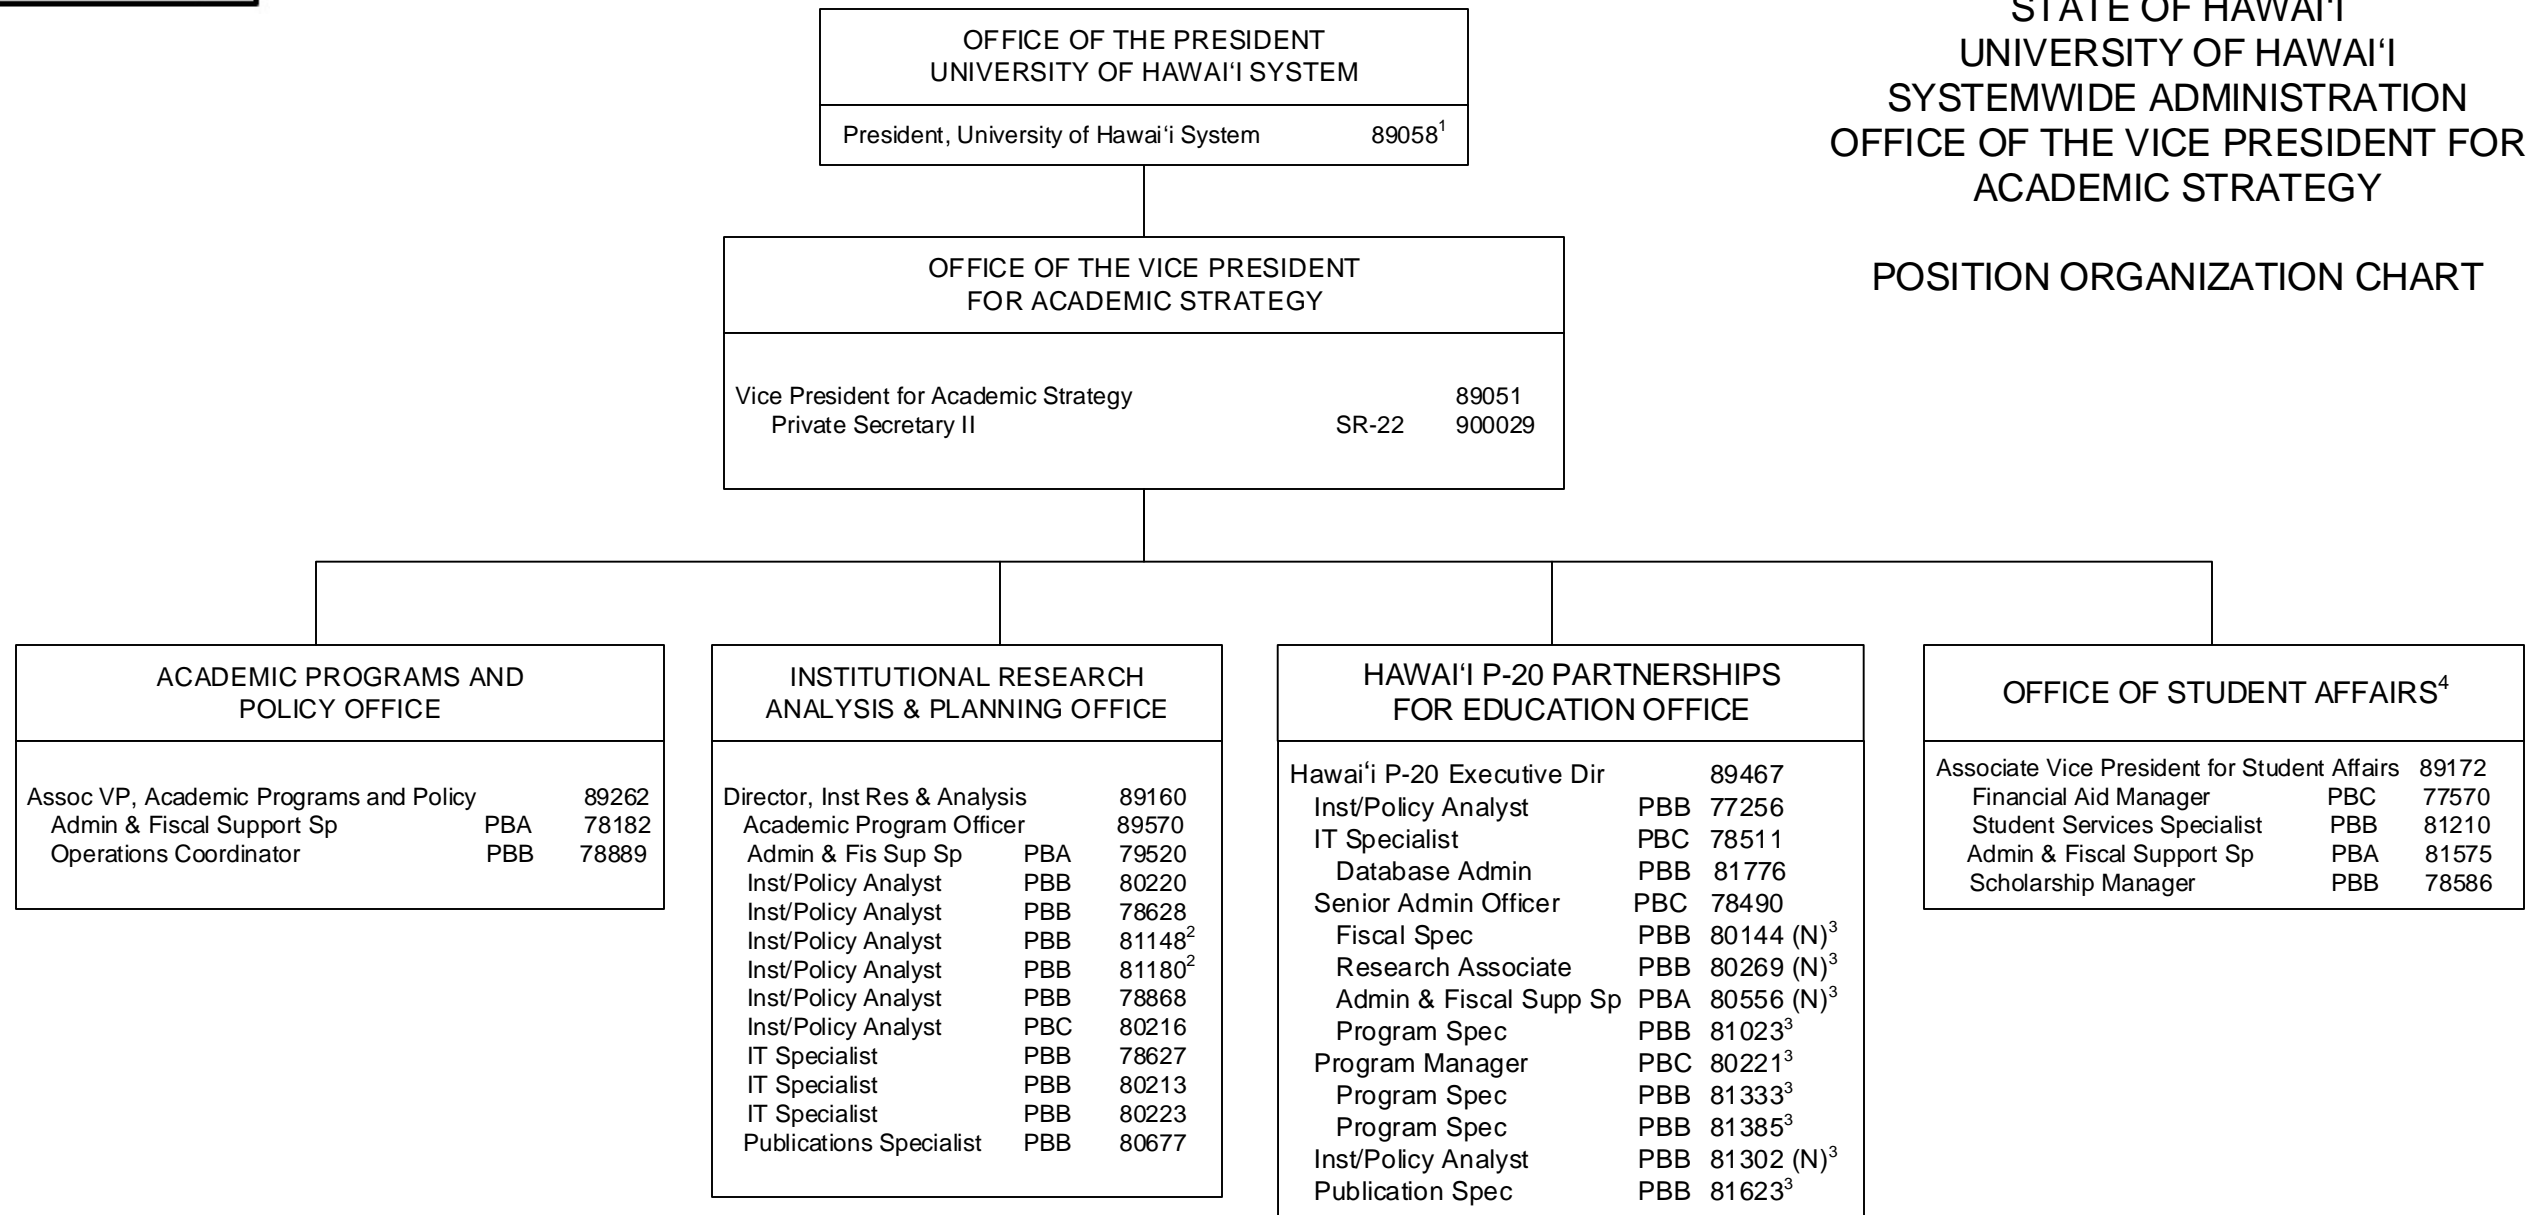 OFFICE OF THE PRESIDENT
UNIVERSITY OF HAWAI‘I SYSTEM
President, University of Hawai‘i System 89058¹
STATE OF HAWAI‘I
UNIVERSITY OF HAWAI‘I
SYSTEMWIDE ADMINISTRATION
OFFICE OF THE VICE PRESIDENT FOR
ACADEMIC STRATEGY
POSITION ORGANIZATION CHART
OFFICE OF THE VICE PRESIDENT
FOR ACADEMIC STRATEGY
Vice President for Academic Strategy 89051
Private Secretary II SR-22 900029
ACADEMIC PROGRAMS AND
POLICY OFFICE
Assoc VP, Academic Programs and Policy 89262
Admin & Fiscal Support Sp PBA 78182
Operations Coordinator PBB 78889
INSTITUTIONAL RESEARCH
ANALYSIS & PLANNING OFFICE
Director, Inst Res & Analysis 89160
Academic Program Officer 89570
Admin & Fis Sup Sp PBA 79520
Inst/Policy Analyst PBB 80220
Inst/Policy Analyst PBB 78628
Inst/Policy Analyst PBB 81148²
Inst/Policy Analyst PBB 81180²
Inst/Policy Analyst PBB 78868
Inst/Policy Analyst PBC 80216
IT Specialist PBB 78627
IT Specialist PBB 80213
IT Specialist PBB 80223
Publications Specialist PBB 80677
HAWAI‘I P-20 PARTNERSHIPS
FOR EDUCATION OFFICE
Hawai‘i P-20 Executive Dir 89467
Inst/Policy Analyst PBB 77256
IT Specialist PBC 78511
Database Admin PBB 81776
Senior Admin Officer PBC 78490
Fiscal Spec PBB 80144 (N)³
Research Associate PBB 80269 (N)³
Admin & Fiscal Supp Sp PBA 80556 (N)³
Program Spec PBB 81023³
Program Manager PBC 80221³
Program Spec PBB 81333³
Program Spec PBB 81385³
Inst/Policy Analyst PBB 81302 (N)³
Publication Spec PBB 81623³
OFFICE OF STUDENT AFFAIRS⁴
Associate Vice President for Student Affairs 89172
Financial Aid Manager PBC 77570
Student Services Specialist PBB 81210
Admin & Fiscal Support Sp PBA 81575
Scholarship Manager PBB 78586